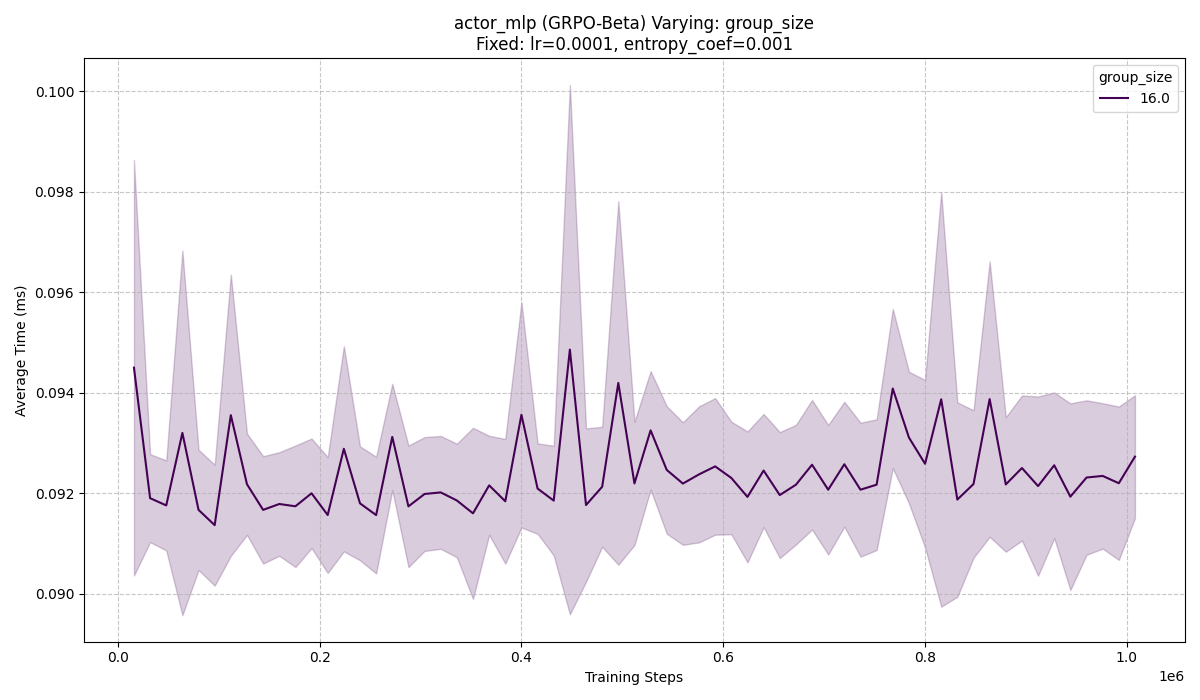 actor_mlp (GRPO-Beta) Varying: group_size
Fixed: lr=0.0001, entropy_coef=0.001
group_size
16.0
Average Time (ms)
0.100
0.098
0.096
0.094
0.092
0.090
0.0
0.2
0.4
0.6
0.8
1.0
1e6
Training Steps